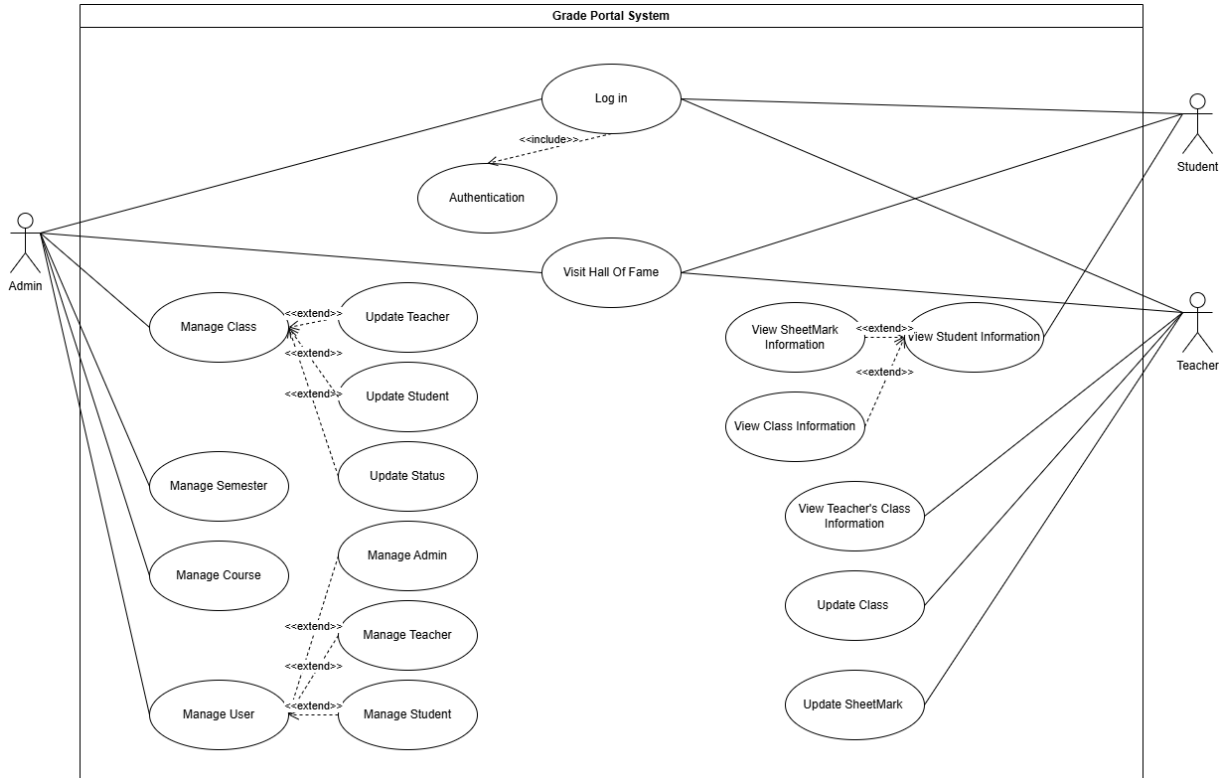 Grade Portal System
Log in
<<include>>
Student
Authentication
Admin
Visit Hall Of Fame
Teacher
Manage Class
<<extend>>
Update Teacher
<<extend>>
Update Student
<<extend>>
Update Status
View SheetMark
Information
<<extend>>
view Student Information
<<extend>>
View Class Information
Manage Semester
View Teacher's Class
Information
Manage Course
Manage Admin
Update Class
<<extend>>
Manage Teacher
<<extend>>
Manage User
<<extend>>
Manage Student
Update SheetMark